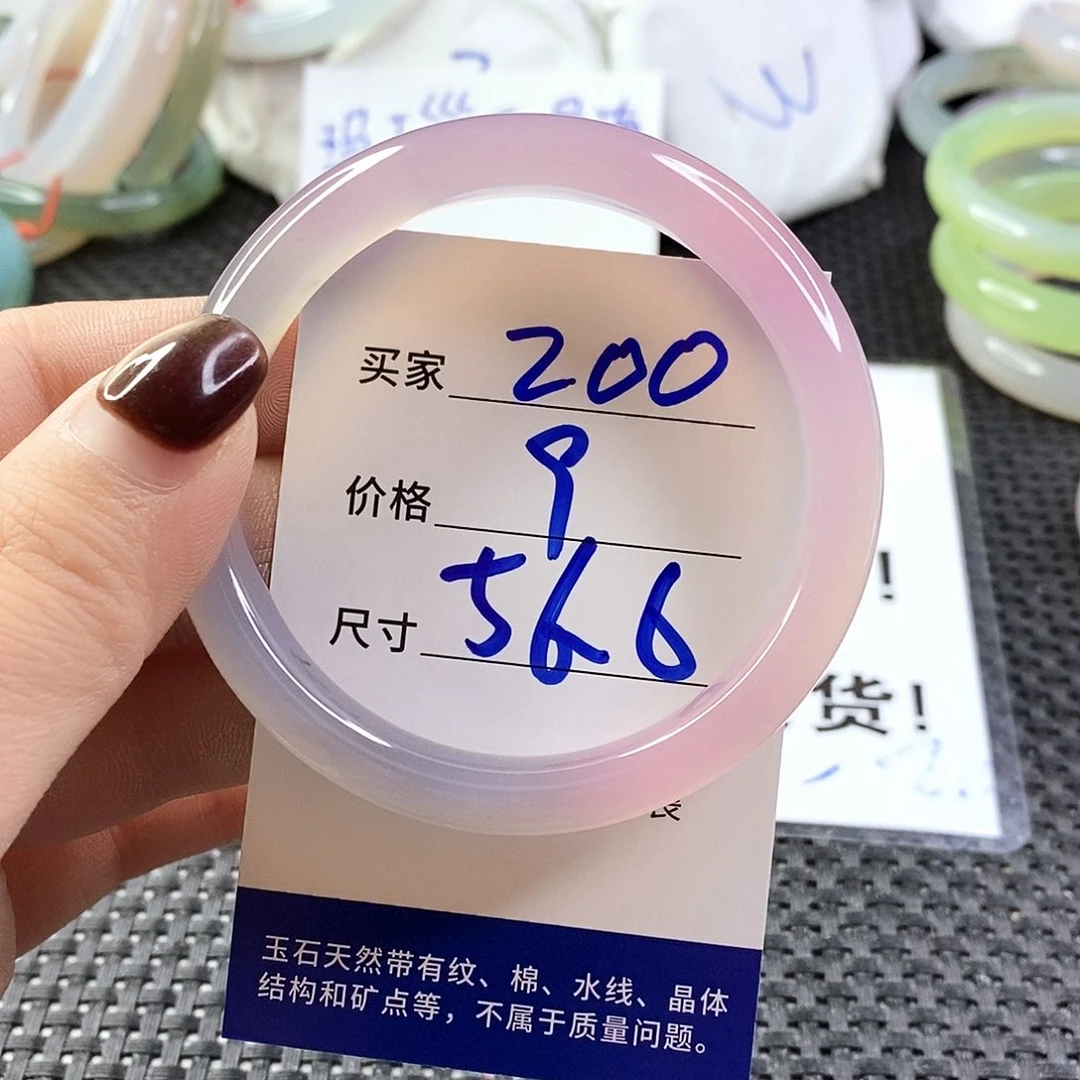 买家 200
价格 9
尺寸 566
货!
!
玉石天然带有纹、棉、水线、晶体
结构和矿点等，不属于质量问题。